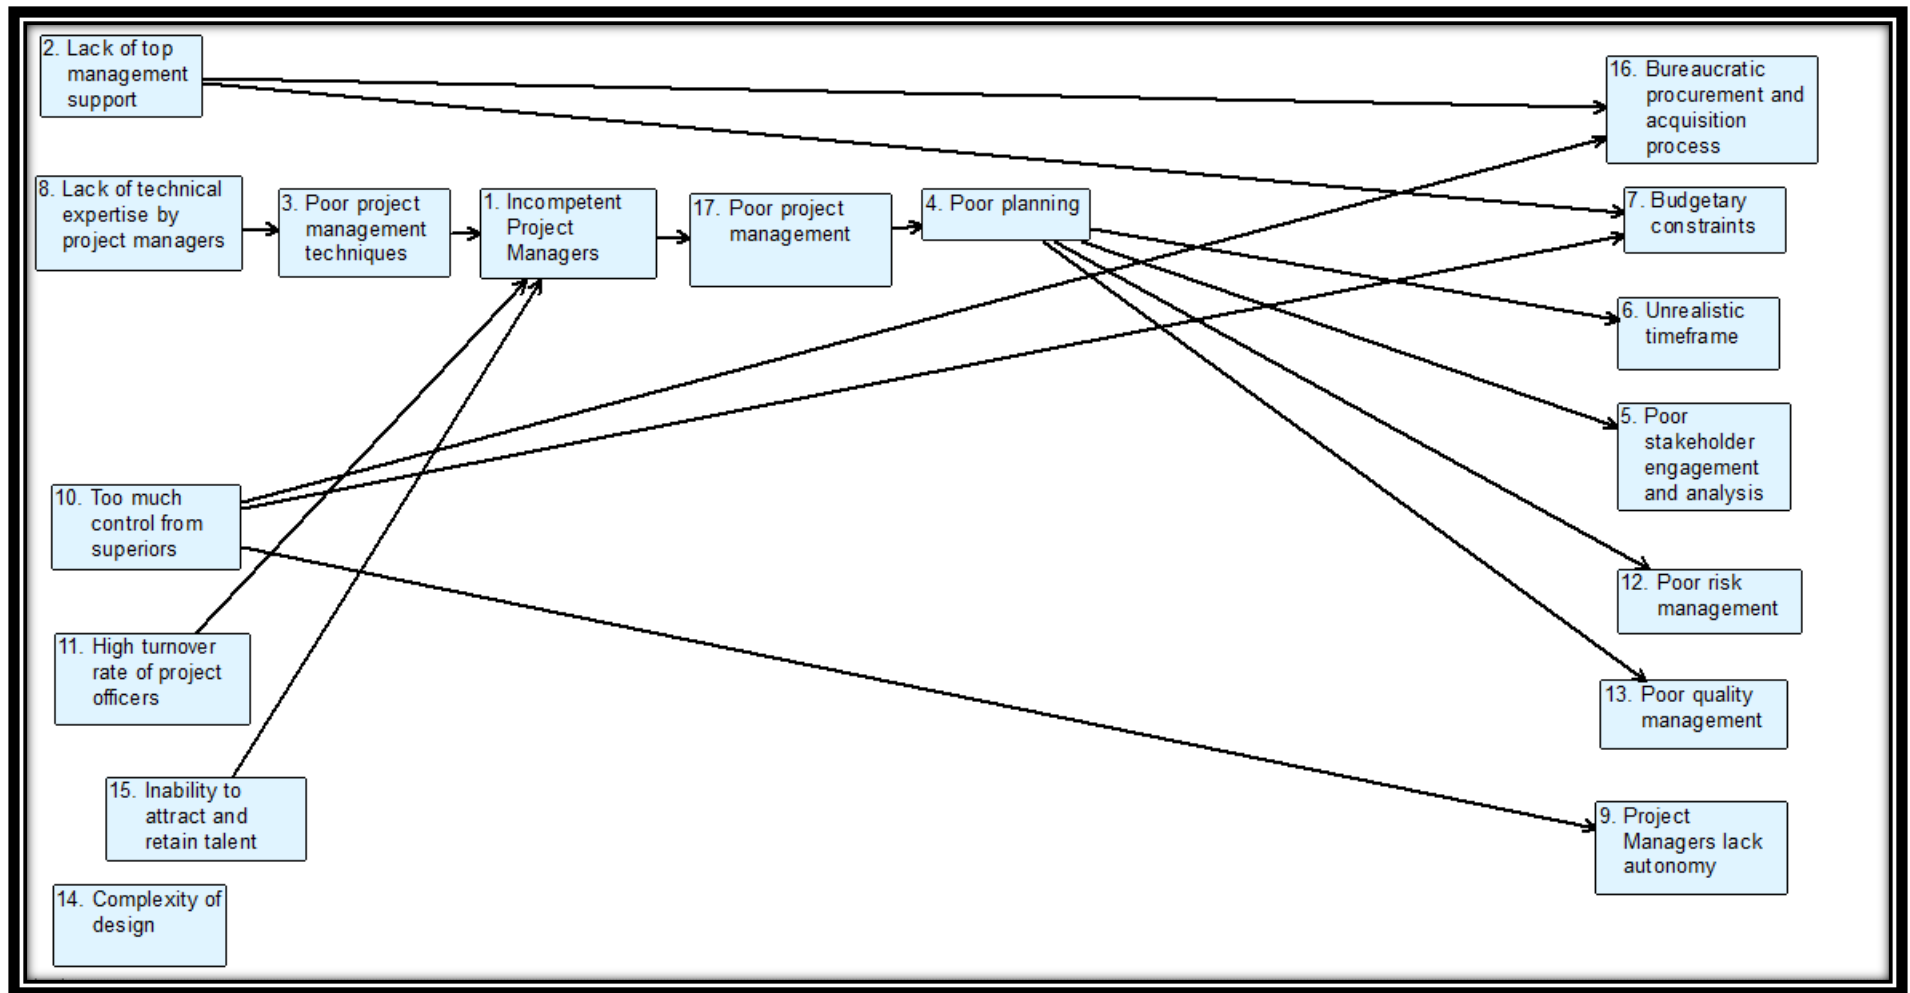 2. Lack of top
management
support
16. Bureaucratic
procurement and
acquisition
process
8. Lack of technical
expertise by
project managers
3. Poor project
management
techniques
1. Incompetent
Project
Managers
17. Poor project
management
4. Poor planning
7. Budgetary
constraints
6. Unrealistic
timeframe
5. Poor
stakeholder
engagement
and analysis
10. Too much
control from
superiors
12. Poor risk
management
11. High turnover
rate of project
officers
13. Poor quality
management
15. Inability to
attract and
retain talent
9. Project
Managers lack
autonomy
14. Complexity of
design